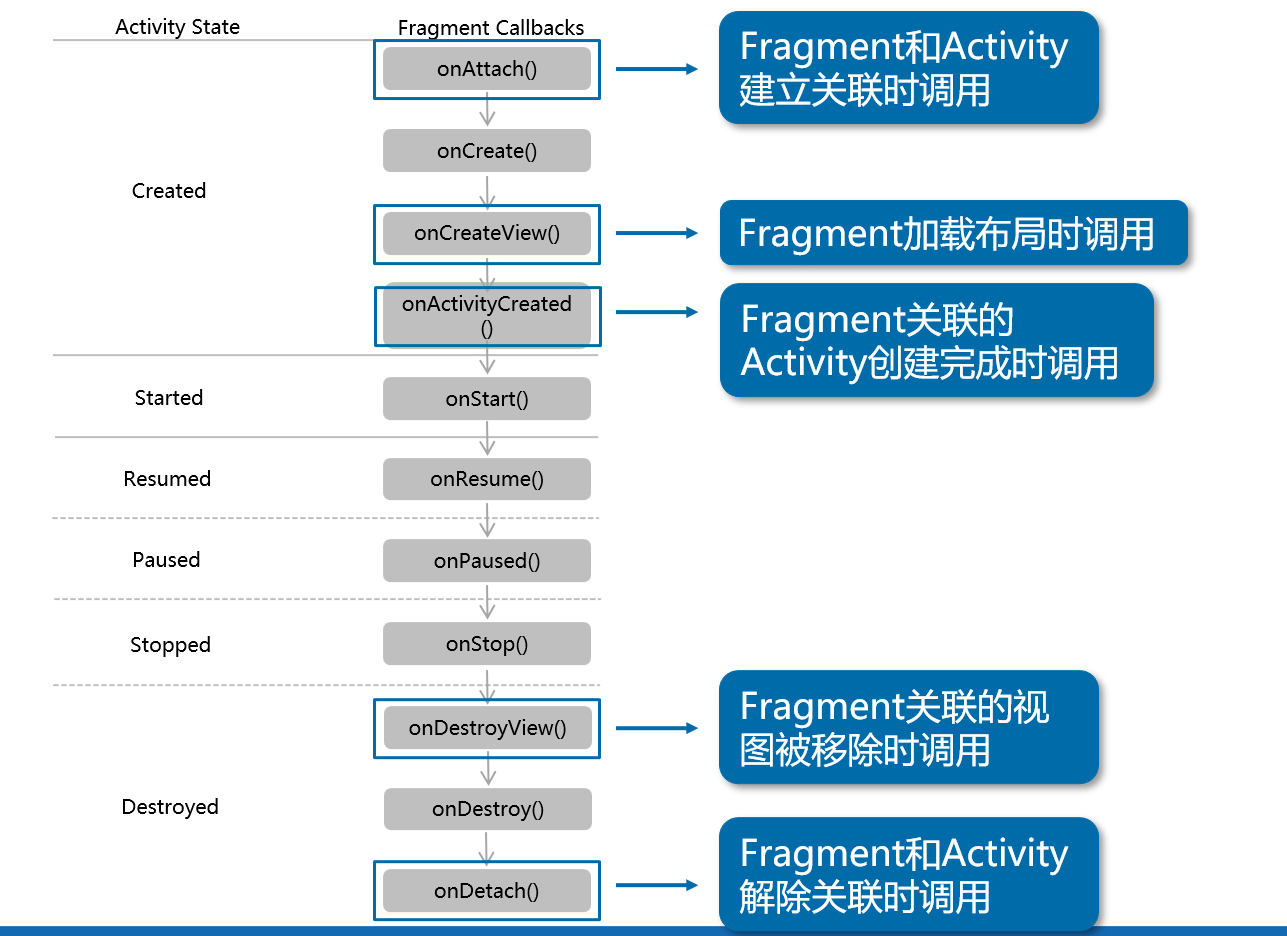 Activity State
Fragment Callbacks
onAttach()
Fragment和Activity
建立关联时调用
onCreate()
Created
onCreateView()
Fragment加载布局时调用
onActivityCreated
()
Fragment关联的
Activity创建完成时调用
Started
onStart()
Resumed
onResume()
Paused
onPaused()
Stopped
onStop()
onDestroyView()
Fragment关联的视
图被移除时调用
Destroyed
onDestroy()
onDetach()
Fragment和Activity
解除关联时调用